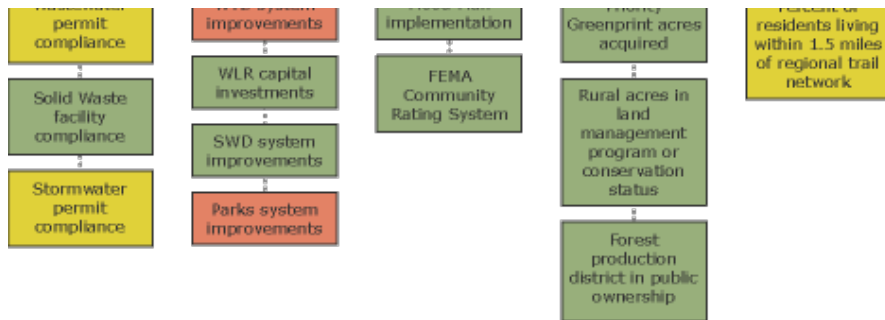 permit
compliance
Solid Waste
facility
compliance
Stormwater
permit
compliance
improvements
WLR capital
investments
SWD system
improvements
Parks system
improvements
implementation
FEMA
Community
Rating System
Greenprint acres
acquired
Rural acres in
land
management
program or
conservation
status
Forest
production
district in public
ownership
residents living
within 1.5 miles
of regional trail
network